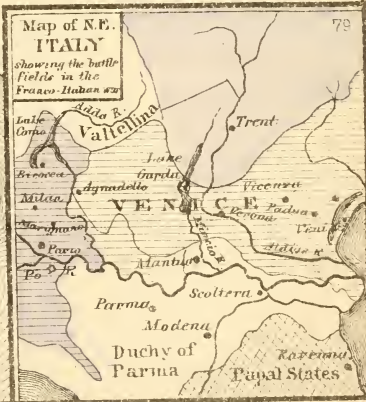 79
Map of N.E.
ITALY
showing the battle
fields in the
Franco-Italian war
Lake
Como
Adda R.
Valtellina
Trent
Lake
Garda
Bicocca
Agnadello
Milan
VENICE
Vicenza
Verona
Padua
Marignano
Pavia
Mincio R.
Adige R.
Po R.
Mantua
Parma
Scoltera
Modena
Duchy of
Parma
Ravenna
Papal States